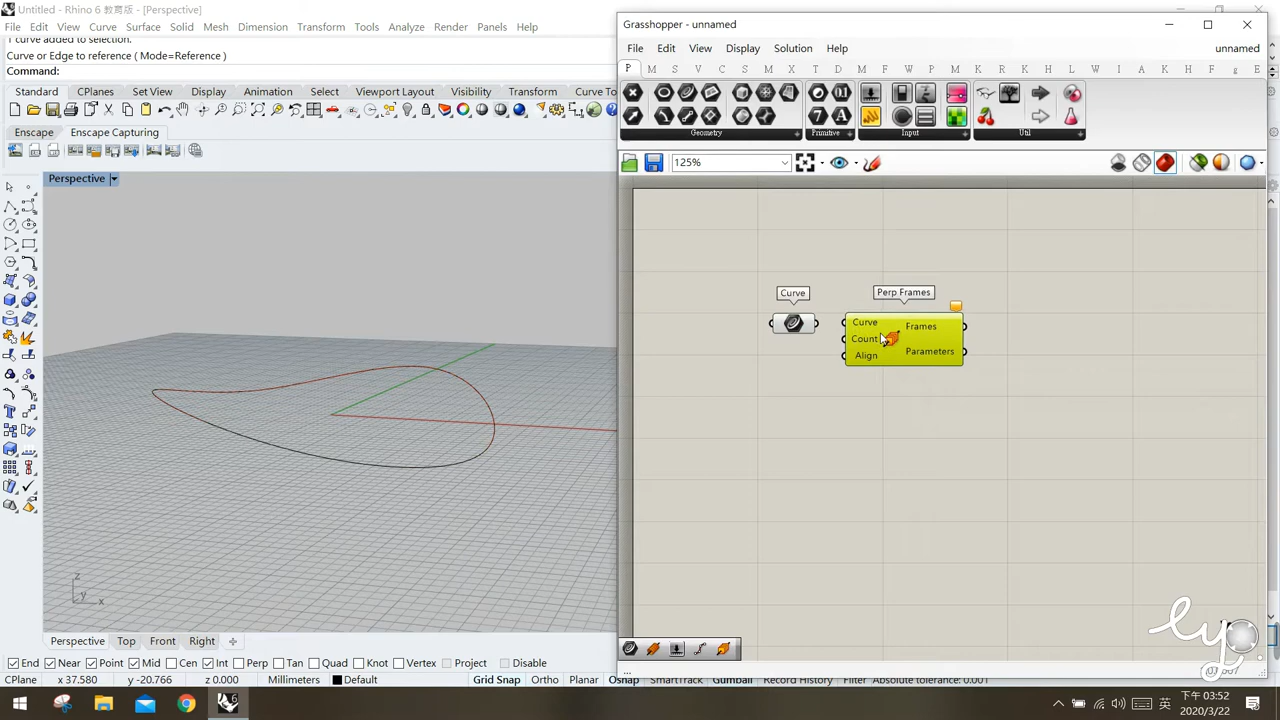 Untitled - Rhino 6 教育版 - [Perspective]
File Edit View Curve Surface Solid Mesh Dimension Transform Tools Analyze Render Panels Help
1 curve added to selection.
Curve or Edge to reference ( Mode=Reference )
Command:
Standard CPlanes Set View Display Animation Select Viewport Layout Visibility Transform Curve To
Enscape Enscape Capturing
Perspective
z
y
x
Perspective Top Front Right
End Near Point Mid Cen Int Perp Tan Quad Knot Vertex Project Disable
CPlane x 37.580 y -20.766 z 0.000 Millimeters Default Grid Snap Ortho Planar Osnap SmartTrack Gumball Record History Filter Absolute tolerance: 0.001
Grasshopper - unnamed
File Edit View Display Solution Help unnamed
P M S V C S M X T D M F W P M M K H L W E K H F g E
Geometry Primitive Input Util
125%
Curve
Perp Frames
Curve
Count
Align
Frames
Parameters
...
ly
英
下午 03:52
2020/3/22